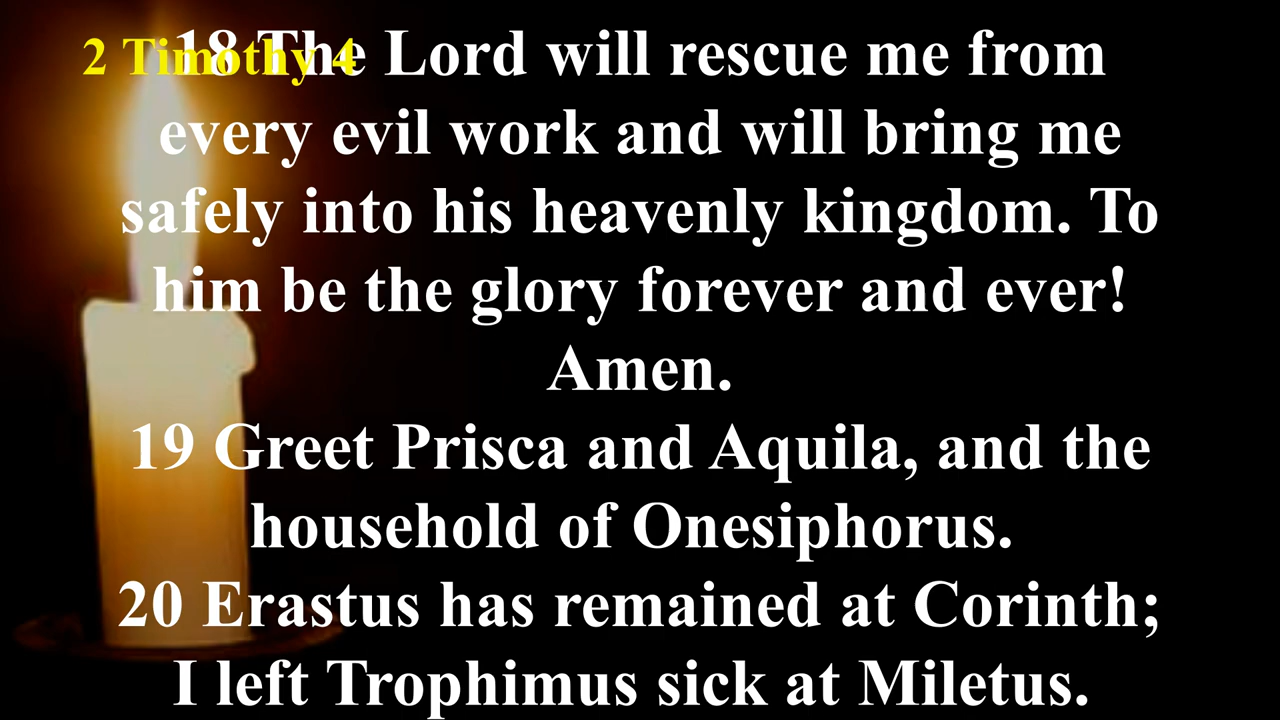 2 Timothy 4
18 The Lord will rescue me from
every evil work and will bring me
safely into his heavenly kingdom. To
him be the glory forever and ever!
Amen.
19 Greet Prisca and Aquila, and the
household of Onesiphorus.
20 Erastus has remained at Corinth;
I left Trophimus sick at Miletus.